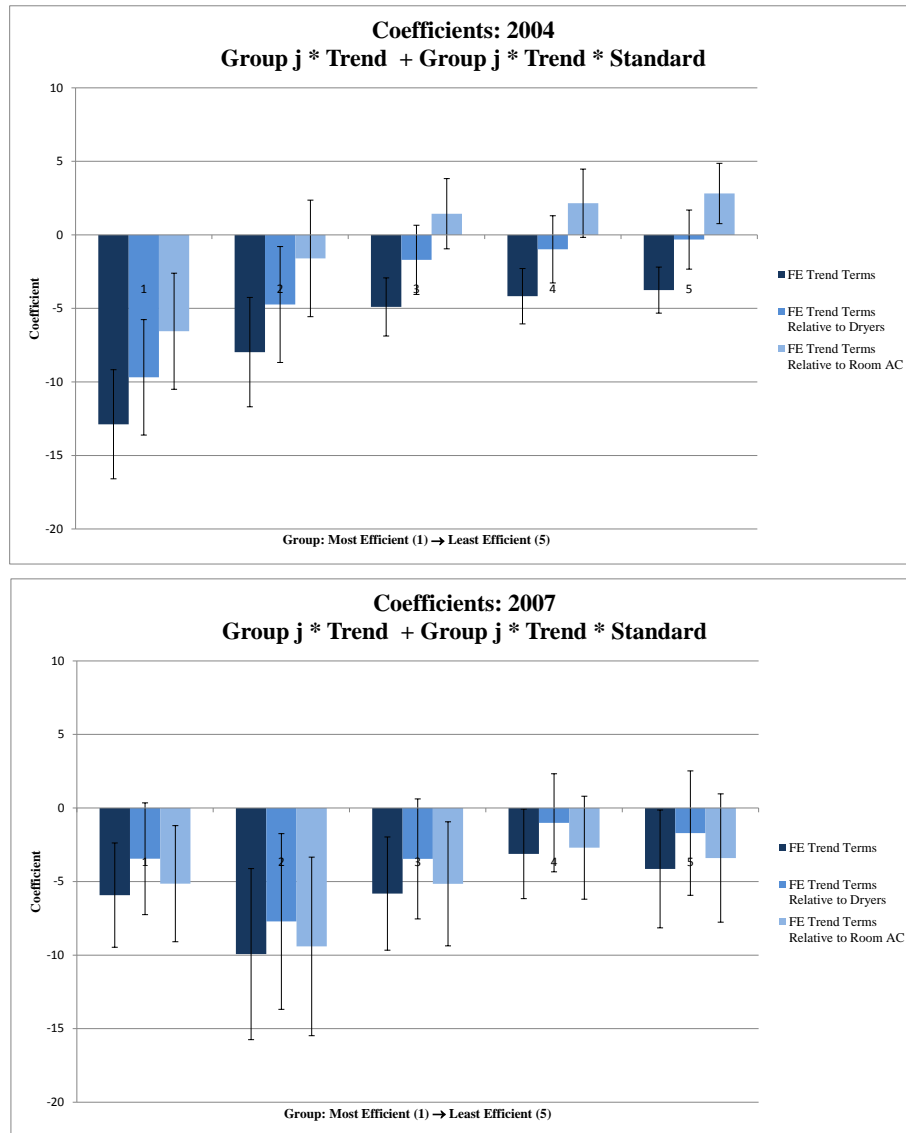 Coefficients: 2004
Group j * Trend + Group j * Trend * Standard
10
5
0
-5
-10
-15
-20
Coefficient
1
2
3
4
5
FE Trend Terms
FE Trend Terms
Relative to Dryers
FE Trend Terms
Relative to Room AC
Group: Most Efficient (1) → Least Efficient (5)
Coefficients: 2007
Group j * Trend + Group j * Trend * Standard
10
5
0
-5
-10
-15
-20
Coefficient
1
2
3
4
5
FE Trend Terms
FE Trend Terms
Relative to Dryers
FE Trend Terms
Relative to Room AC
Group: Most Efficient (1) → Least Efficient (5)